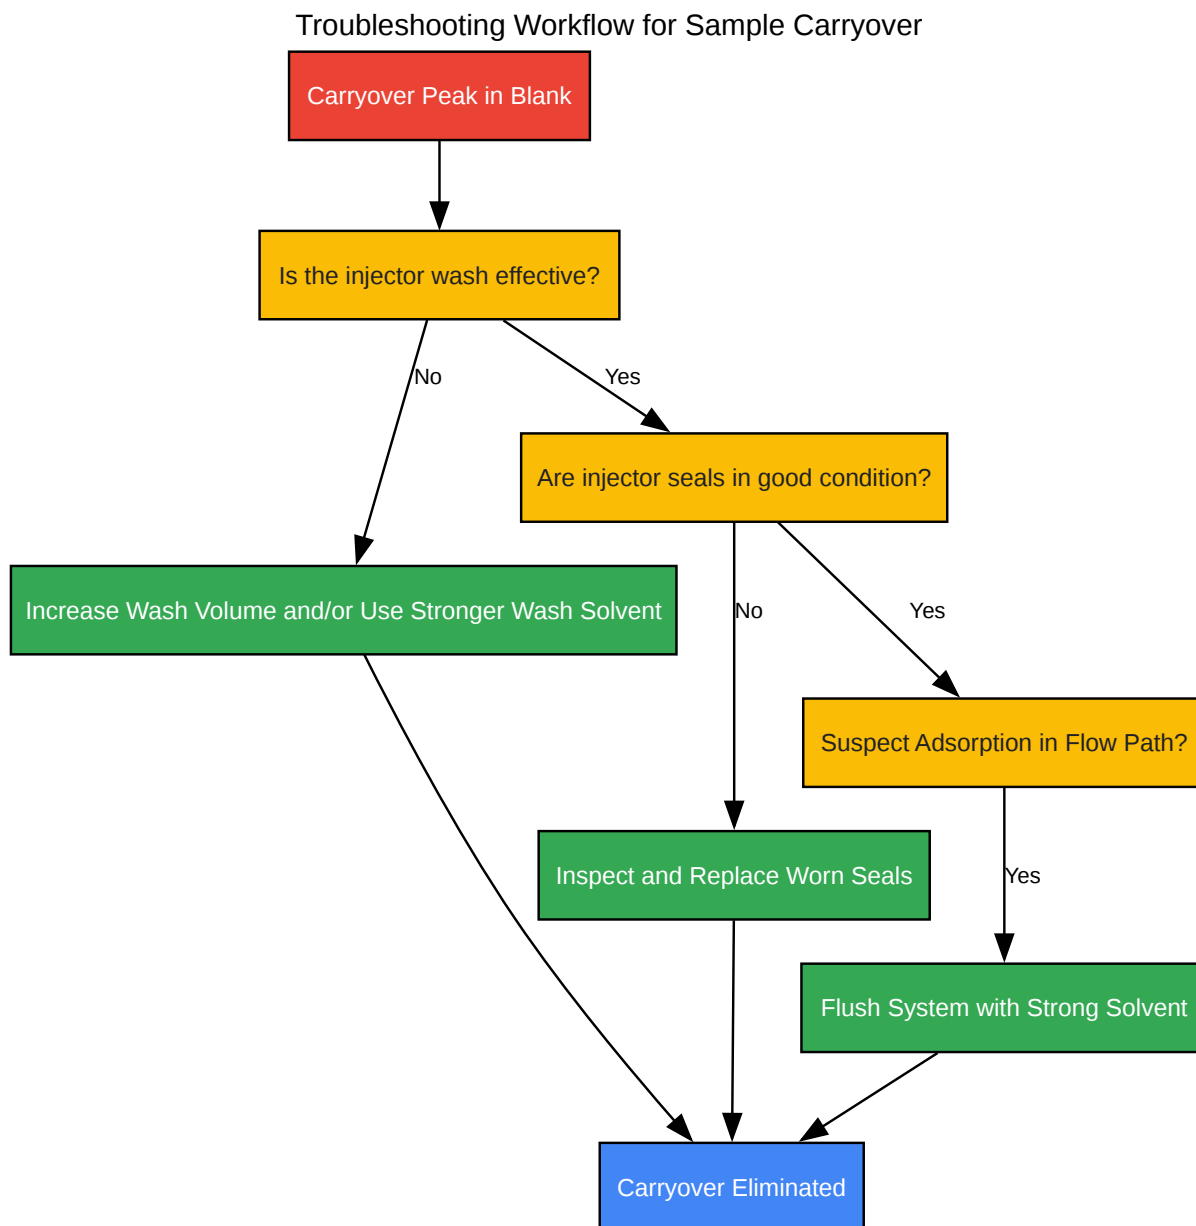 Troubleshooting Workflow for Sample Carryover
Carryover Peak in Blank
Is the injector wash effective?
No
Yes
Are injector seals in good condition?
Increase Wash Volume and/or Use Stronger Wash Solvent
No
Yes
Suspect Adsorption in Flow Path?
Inspect and Replace Worn Seals
Yes
Flush System with Strong Solvent
Carryover Eliminated